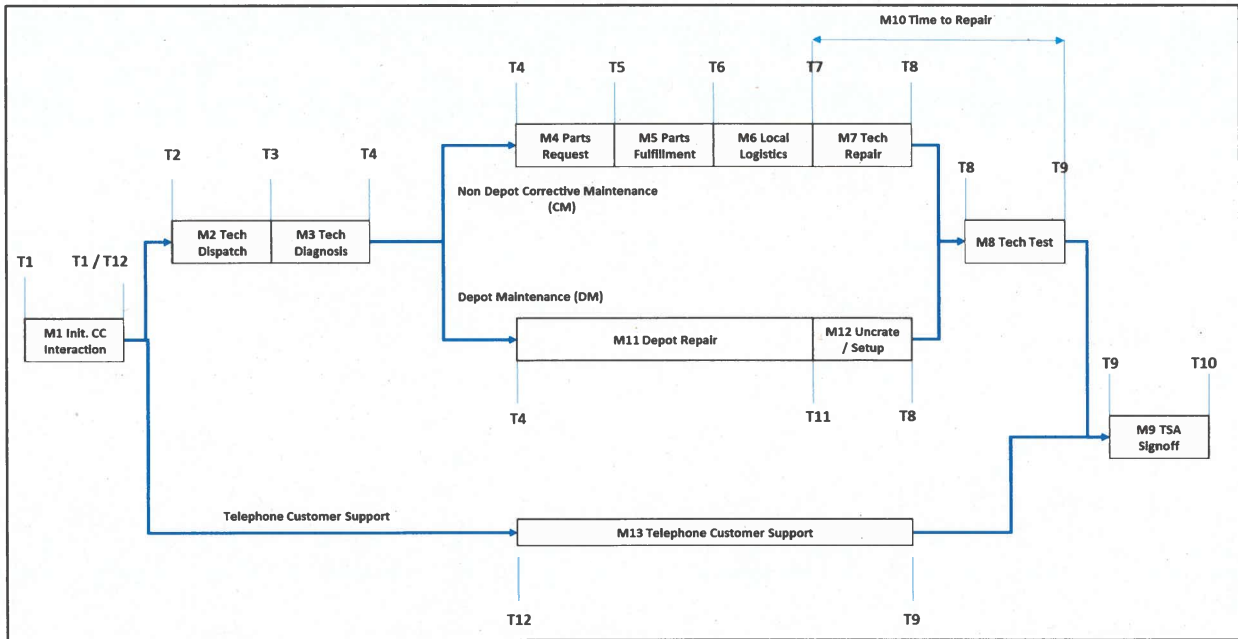 M10 Time to Repair
T4
T5
T6
T7
T8
M4 Parts
Request
M5 Parts
Fulfillment
M6 Local
Logistics
M7 Tech
Repair
T2
T3
T4
Non Depot Corrective Maintenance
(CM)
T8
T9
M2 Tech
Dispatch
M3 Tech
Diagnosis
M8 Tech Test
T1
T1 / T12
Depot Maintenance (DM)
M1 Init. CC
Interaction
M11 Depot Repair
M12 Uncrate
/ Setup
T9
T10
T4
T11
T8
M9 TSA
Signoff
Telephone Customer Support
M13 Telephone Customer Support
T12
T9